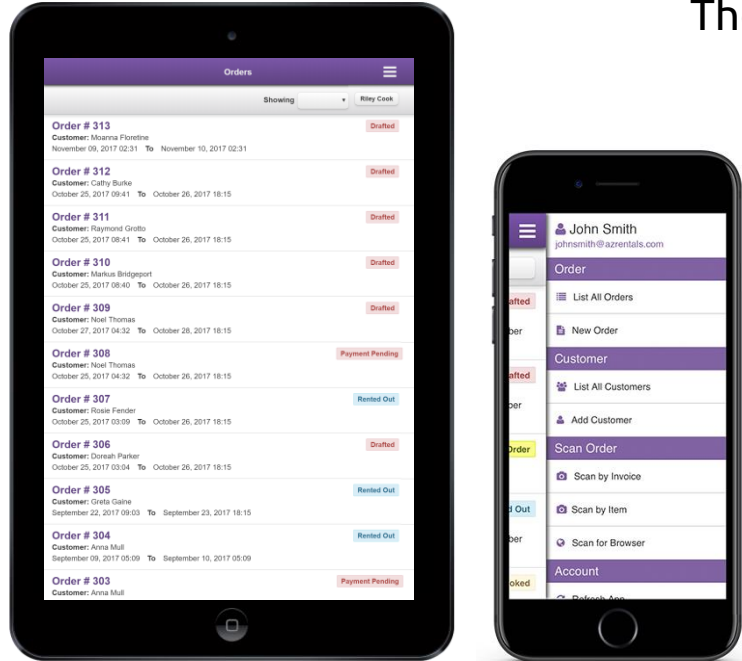 Th
Orders
Showing Riley Cook
Order # 313 Drafted
Customer: Moanna Floretine
November 09, 2017 02:31 To November 10, 2017 02:31
Order # 312 Drafted
Customer: Cathy Burke
October 25, 2017 09:41 To October 26, 2017 18:15
Order # 311 Drafted
Customer: Raymond Grotto
October 25, 2017 08:41 To October 26, 2017 18:15
Order # 310 Drafted
Customer: Markus Bridgeport
October 25, 2017 08:40 To October 26, 2017 18:15
Order # 309 Drafted
Customer: Noel Thomas
October 27, 2017 04:32 To October 28, 2017 18:15
Order # 308 Payment Pending
Customer: Noel Thomas
October 25, 2017 04:32 To October 26, 2017 18:15
Order # 307 Rented Out
Customer: Rosie Fender
October 25, 2017 03:09 To October 26, 2017 18:15
Order # 306 Drafted
Customer: Doreah Parker
October 25, 2017 03:04 To October 26, 2017 18:15
Order # 305 Rented Out
Customer: Greta Gaine
September 22, 2017 09:03 To September 23, 2017 18:15
Order # 304 Rented Out
Customer: Anna Mull
September 09, 2017 05:09 To September 10, 2017 05:09
Order # 303 Payment Pending
Customer: Anna Mull
John Smith
johnsmith@azrentals.com
Order
afted
List All Orders
ber
New Order
Customer
afted
List All Customers
ber
Add Customer
Order
Scan Order
Scan by Invoice
d Out
Scan by Item
ber
Scan for Browser
Account
oked
Refresh App